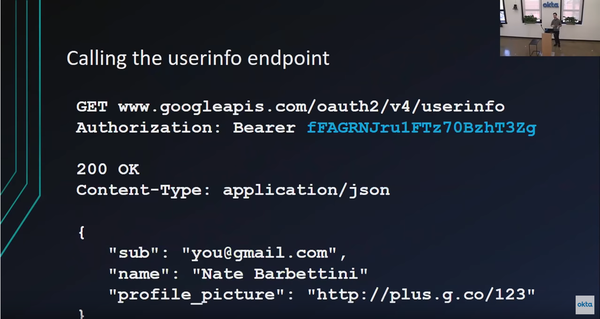 okta
Calling the userinfo endpoint
GET www.googleapis.com/oauth2/v4/userinfo
Authorization: Bearer fFAGRNJru1FTz70BzhT3Zg
200 OK
Content-Type: application/json
{
"sub": "you@gmail.com",
"name": "Nate Barbettini"
"profile_picture": "http://plus.g.co/123"
}
okta